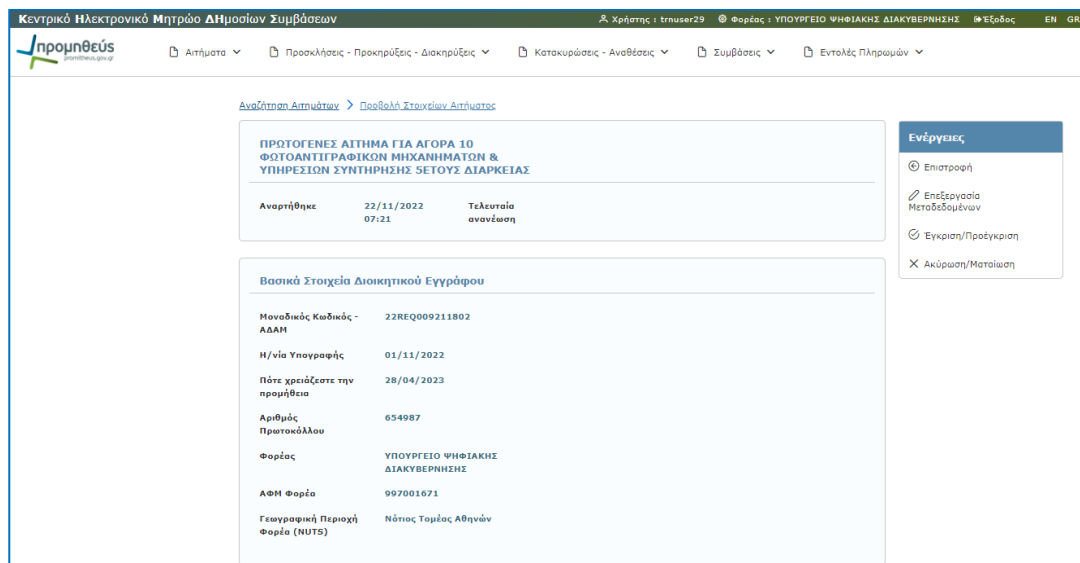 Κεντρικό Ηλεκτρονικό Μητρώο ΔΗμοσίων Συμβάσεων
Χρήστης : trnuser29 Φορέας : ΥΠΟΥΡΓΕΙΟ ΨΗΦΙΑΚΗΣ ΔΙΑΚΥΒΕΡΝΗΣΗΣ Έξοδος EN GR
προμηθεύς
promitheus.gov.gr
Αιτήματα Προσκλήσεις - Προκηρύξεις - Διακηρύξεις Κατακυρώσεις - Αναθέσεις Συμβάσεις Εντολές Πληρωμών
Αναζήτηση Αιτημάτων Προβολή Στοιχείων Αιτήματος
ΠΡΩΤΟΓΕΝΕΣ ΑΙΤΗΜΑ ΓΙΑ ΑΓΟΡΑ 10
ΦΩΤΟΑΝΤΙΓΡΑΦΙΚΩΝ ΜΗΧΑΝΗΜΑΤΩΝ &
ΥΠΗΡΕΣΙΩΝ ΣΥΝΤΗΡΗΣΗΣ 5ΕΤΟΥΣ ΔΙΑΡΚΕΙΑΣ
Αναρτήθηκε 22/11/2022 Τελευταία
07:21 ανανέωση
Ενέργειες
Επιστροφή
Επεξεργασία
Μεταδεδομένων
Έγκριση/Προέγκριση
Ακύρωση/Ματαίωση
Βασικά Στοιχεία Διοικητικού Εγγράφου
Μοναδικός Κωδικός - 22REQ009211802
ΑΔΑΜ
Η/νία Υπογραφής 01/11/2022
Πότε χρειάζεστε την 28/04/2023
προμήθεια
Αριθμός 654987
Πρωτοκόλλου
Φορέας ΥΠΟΥΡΓΕΙΟ ΨΗΦΙΑΚΗΣ
ΔΙΑΚΥΒΕΡΝΗΣΗΣ
ΑΦΜ Φορέα 997001671
Γεωγραφική Περιοχή Νότιος Τομέας Αθηνών
Φορέα (NUTS)